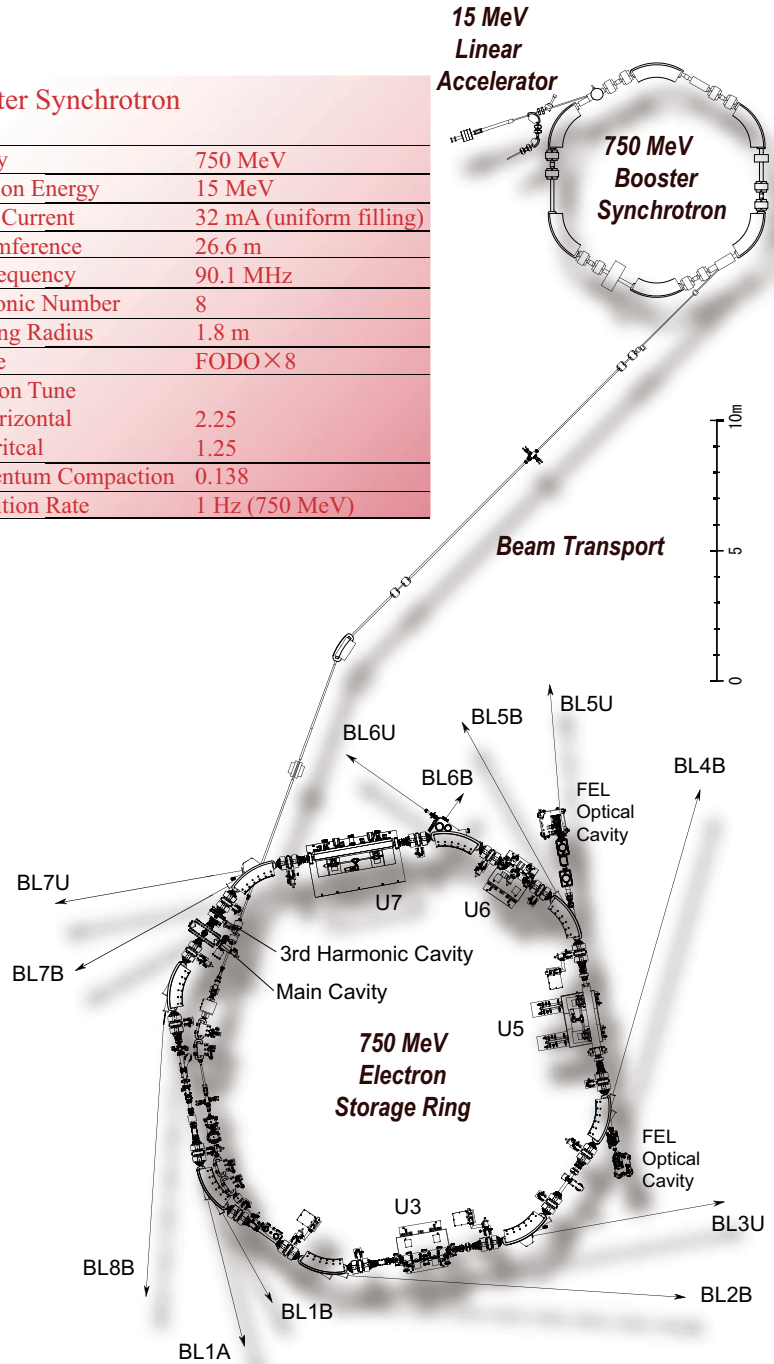 15 MeV
Linear
Accelerator
ter Synchrotron
y 750 MeV
on Energy 15 MeV
Current 32 mA (uniform filling)
mference 26.6 m
equency 90.1 MHz
onic Number 8
ng Radius 1.8 m
e FODO×8
on Tune
rizontal 2.25
ritcal 1.25
entum Compaction 0.138
ition Rate 1 Hz (750 MeV)
750 MeV
Booster
Synchrotron
10m
5
0
Beam Transport
BL6U
BL5B
BL5U
BL6B
BL4B
FEL
Optical
Cavity
BL7U
U7
U6
BL7B
3rd Harmonic Cavity
Main Cavity
U5
750 MeV
Electron
Storage Ring
FEL
Optical
Cavity
U3
BL3U
BL8B
BL1B
BL2B
BL1A